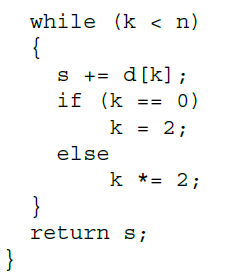 while (k < n)
{
s += d[k];
if (k == 0)
k = 2;
else
k *= 2;
}
return s;
}